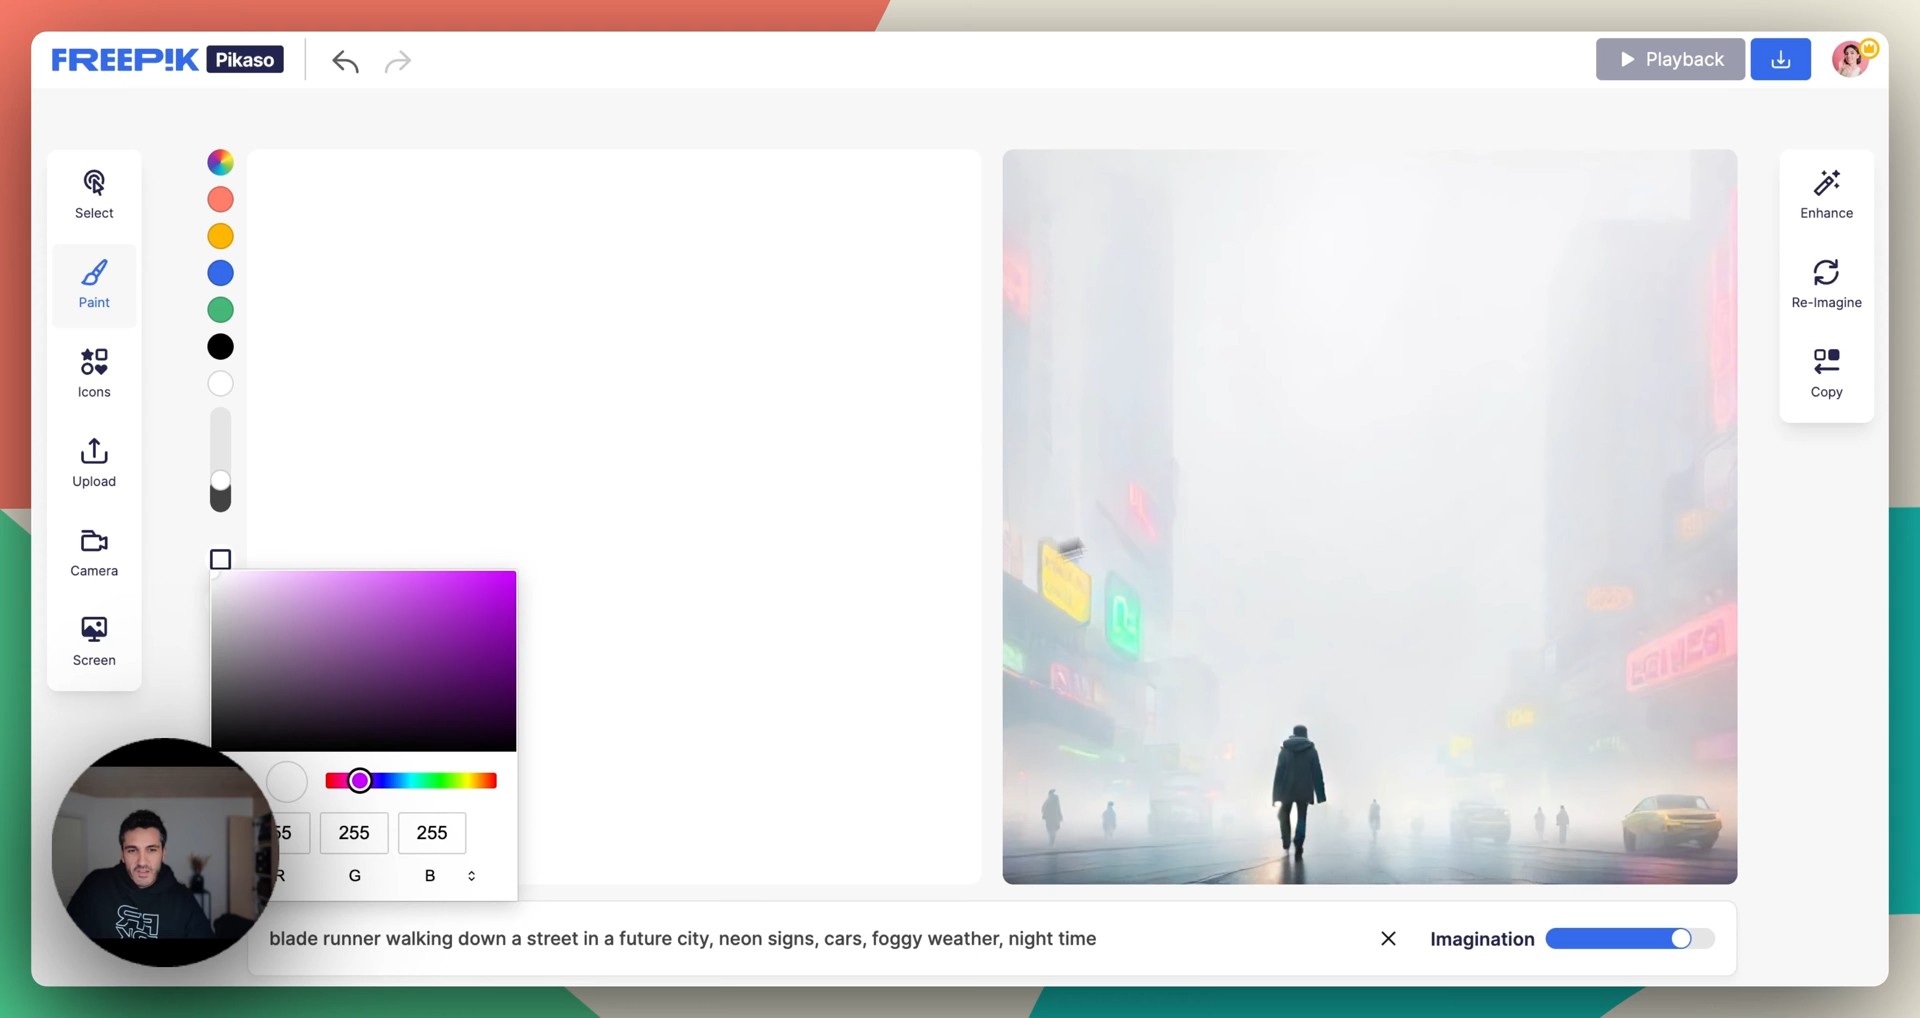 FREEP!K Pikaso
Playback
Select
Paint
Icons
Upload
Camera
Screen
Enhance
Re-Imagine
Copy
55 255 255
R G B
blade runner walking down a street in a future city, neon signs, cars, foggy weather, night time
Imagination